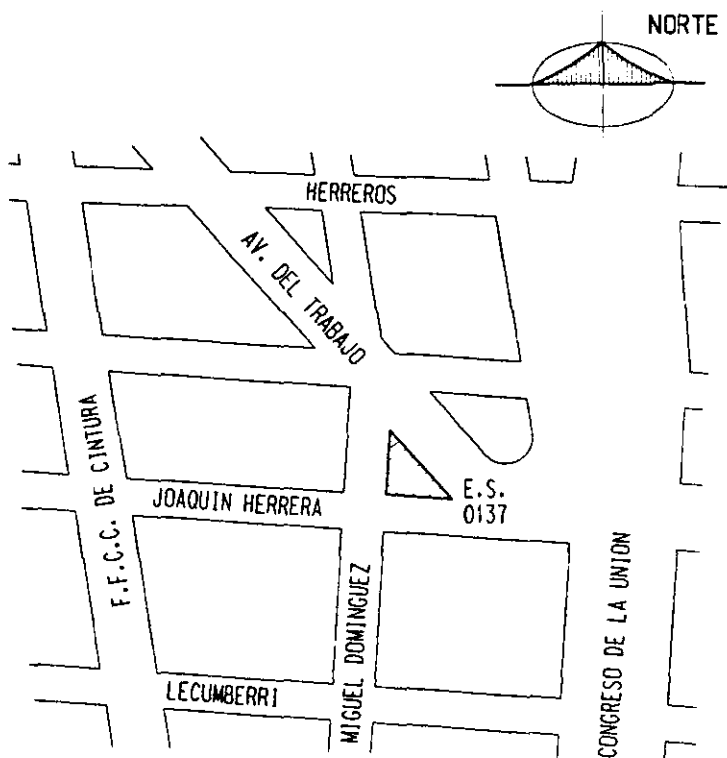 NORTE
HERREROS
AV. DEL TRABAJO
F.F.C.C. DE CINTURA
JOAQUIN HERRERA
E.S.
0137
MIGUEL DOMINGUEZ
CONGRESO DE LA UNION
LECUMBERRI